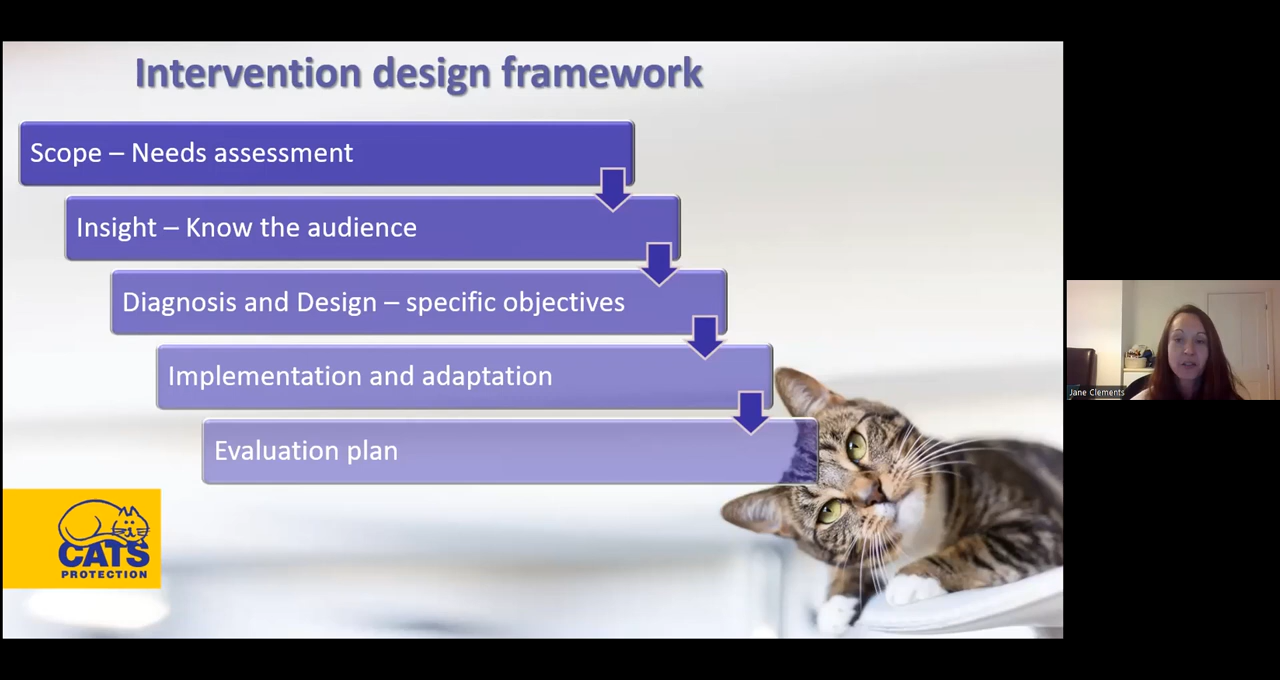 Intervention design framework
Scope – Needs assessment
Insight – Know the audience
Diagnosis and Design – specific objectives
Implementation and adaptation
Evaluation plan
CATS
PROTECTION
Jane Clements